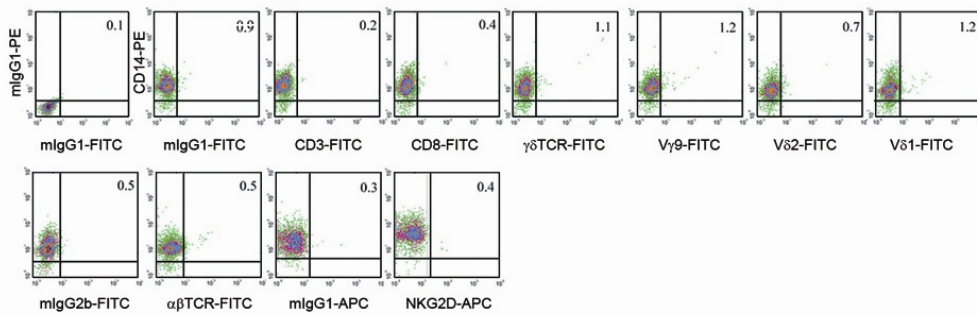 mIgG1-PE
CD14-PE
0.1 0.9 0.2 0.4 1.1 1.2 0.7 1.2
mIgG1-FITC mIgG1-FITC CD3-FITC CD8-FITC γδTCR-FITC Vγ9-FITC Vδ2-FITC Vδ1-FITC
0.5 0.5 0.3 0.4
mIgG2b-FITC αβTCR-FITC mIgG1-APC NKG2D-APC